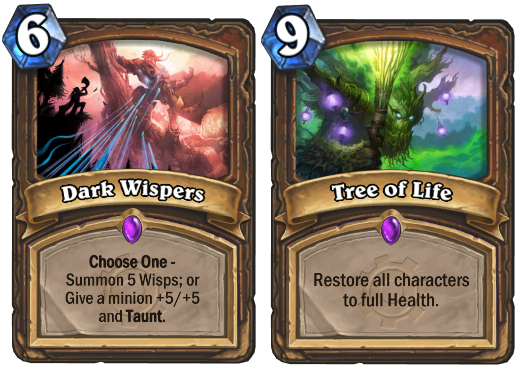 6
Dark Wispers
Choose One -
Summon 5 Wisps; or
Give a minion +5/+5
and Taunt.
9
Tree of Life
Restore all characters
to full Health.